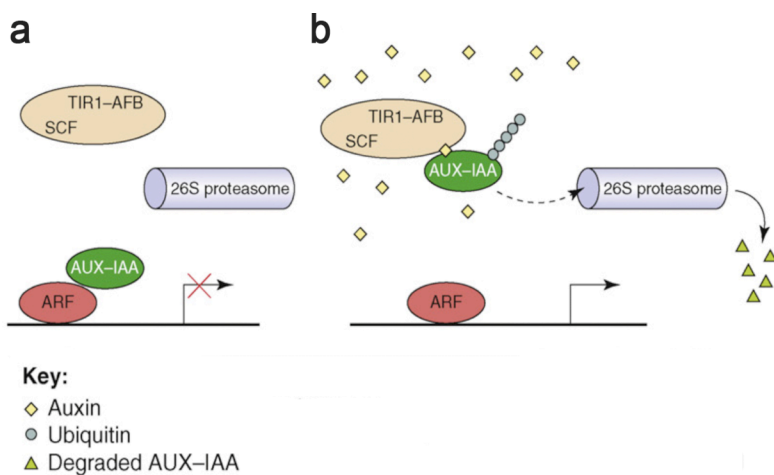 a
TIR1–AFB
SCF
26S proteasome
AUX–IAA
ARF
b
TIR1–AFB
SCF
AUX–IAA
26S proteasome
ARF
Key:
Auxin
Ubiquitin
Degraded AUX–IAA